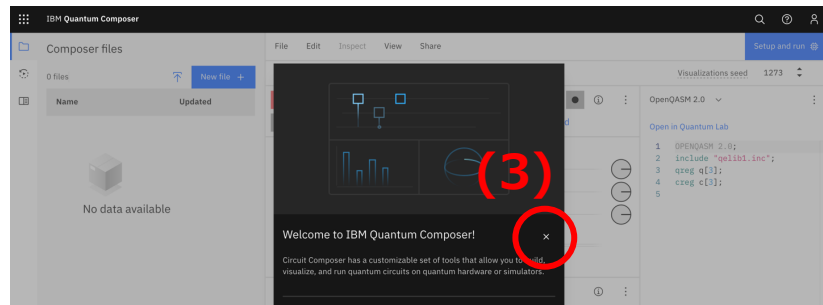 IBM Quantum Composer
Composer files
File Edit Inspect View Share
Setup and run
0 files
New file +
Visualizations seed 1273
Name Updated
OpenQASM 2.0
Open in Quantum Lab
1 OPENQASM 2.0;
2 include "qelib1.inc";
3 qreg q[3];
4 creg c[3];
5
No data available
(3)
Welcome to IBM Quantum Composer!
Circuit Composer has a customizable set of tools that allow you to build,
visualize, and run quantum circuits on quantum hardware or simulators.